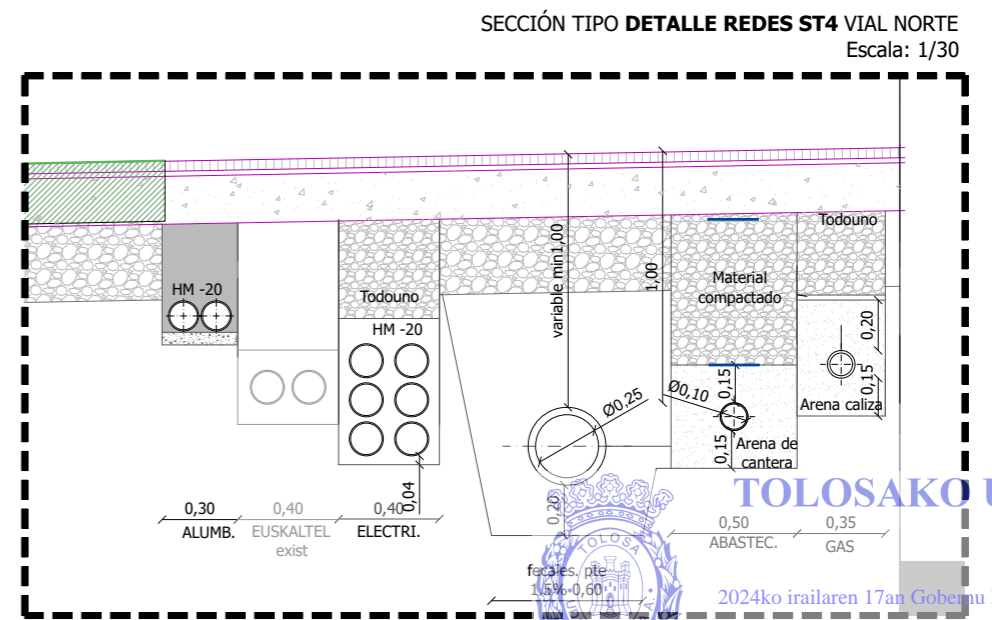 SECCIÓN TIPO DETALLE REDES ST4 VIAL NORTE
Escala: 1/30
Todouno
variable min1,00
1,00
Material
compactado
HM -20
Todouno
HM -20
0,20
0,15
0,15
Ø0,10
Ø0,25
Arena caliza
0,15
Arena de
cantera
0,04
0,20
TOLOSAKO U
0,30
ALUMB.
0,40
EUSKALTEL
exist
0,40
ELECTRI.
0,50
ABASTEC.
0,35
GAS
TOLOSA
fecales. pte
1.5% 0,60
2024ko irailaren 17an Gobernu